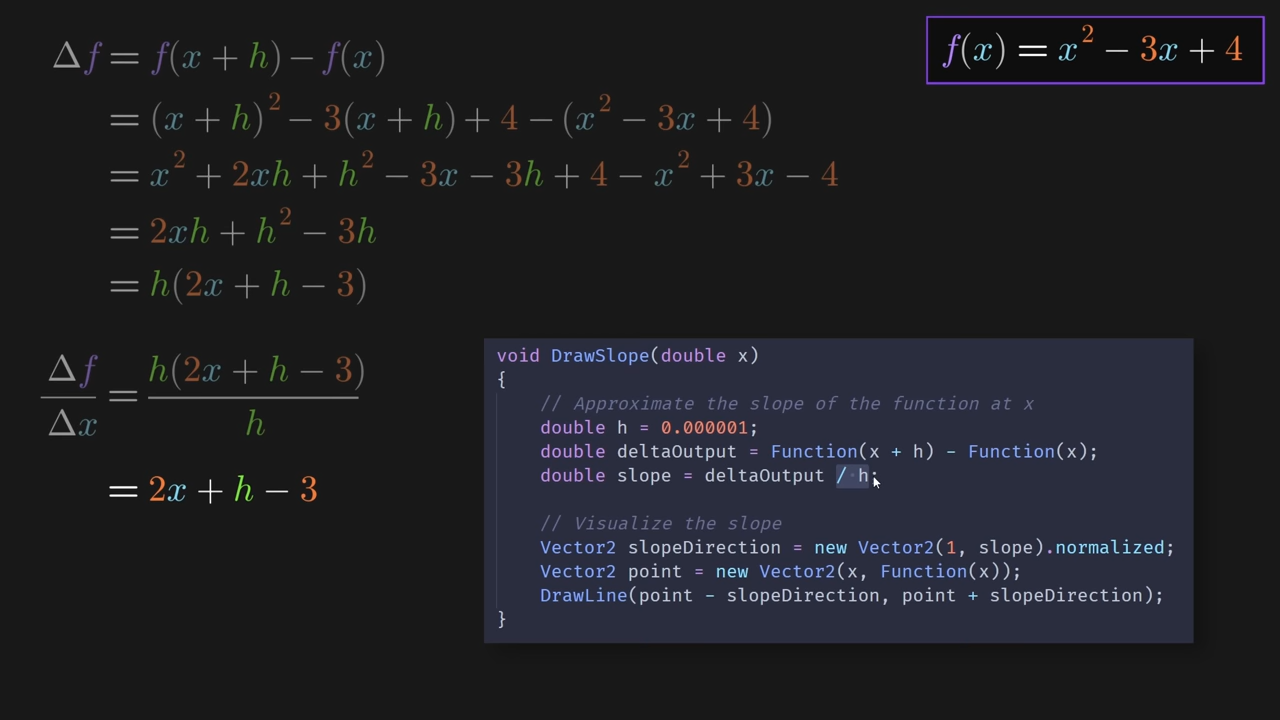 f(x) = x² − 3x + 4
Δf = f(x + h) − f(x)
= (x + h)² − 3(x + h) + 4 − (x² − 3x + 4)
= x² + 2xh + h² − 3x − 3h + 4 − x² + 3x − 4
= 2xh + h² − 3h
= h(2x + h − 3)
Δf/Δx = h(2x + h − 3)/h
= 2x + h − 3
void DrawSlope(double x)
{
// Approximate the slope of the function at x
double h = 0.000001;
double deltaOutput = Function(x + h) - Function(x);
double slope = deltaOutput / h;
// Visualize the slope
Vector2 slopeDirection = new Vector2(1, slope).normalized;
Vector2 point = new Vector2(x, Function(x));
DrawLine(point - slopeDirection, point + slopeDirection);
}